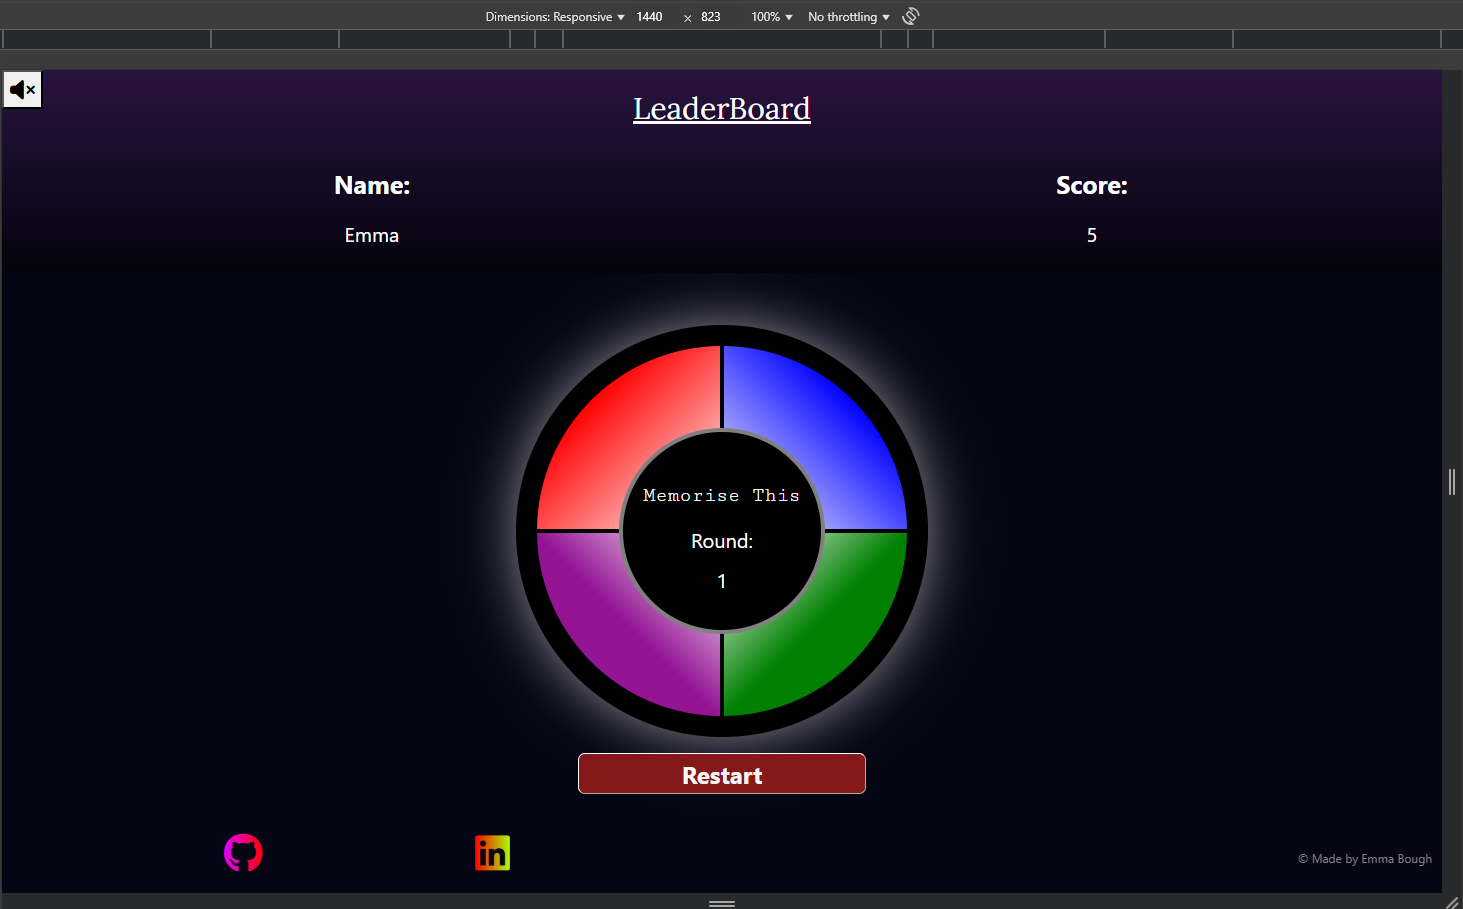 Dimensions: Responsive 1440 × 823 100% No throttling
LeaderBoard
Name: Score:
Emma 5
Memorise This
Round:
1
Restart
in
© Made by Emma Bough